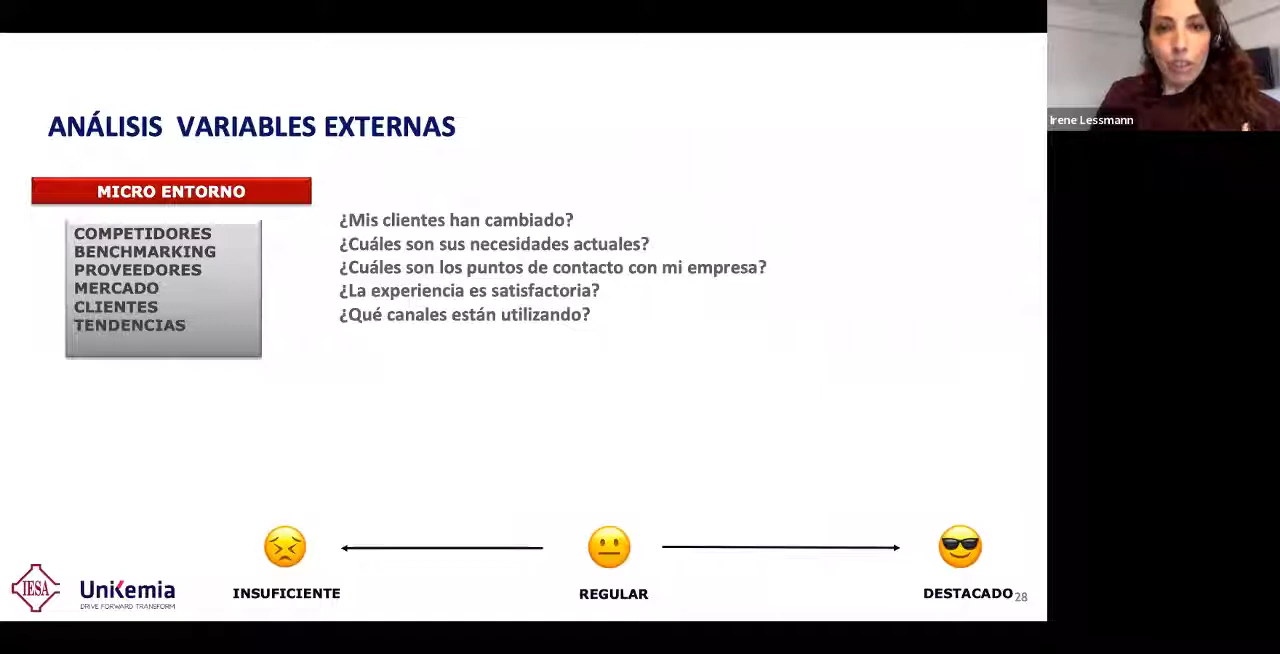 Irene Lessmann
ANÁLISIS VARIABLES EXTERNAS
MICRO ENTORNO
COMPETIDORES
BENCHMARKING
PROVEEDORES
MERCADO
CLIENTES
TENDENCIAS
¿Mis clientes han cambiado?
¿Cuáles son sus necesidades actuales?
¿Cuáles son los puntos de contacto con mi empresa?
¿La experiencia es satisfactoria?
¿Qué canales están utilizando?
IESA
UniKemia
DRIVE FORWARD TRANSFORM
INSUFICIENTE
REGULAR
DESTACADO
28